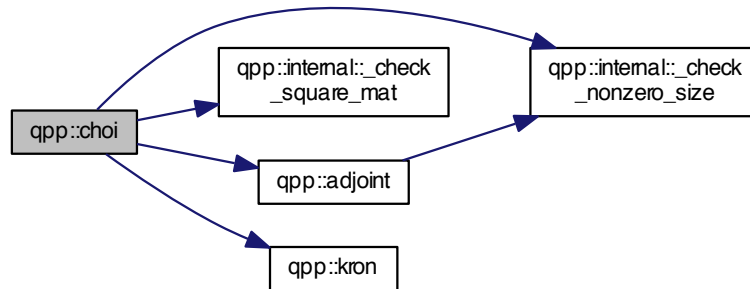 qpp::choi
qpp::internal::_check
_square_mat
qpp::internal::_check
_nonzero_size
qpp::adjoint
qpp::kron